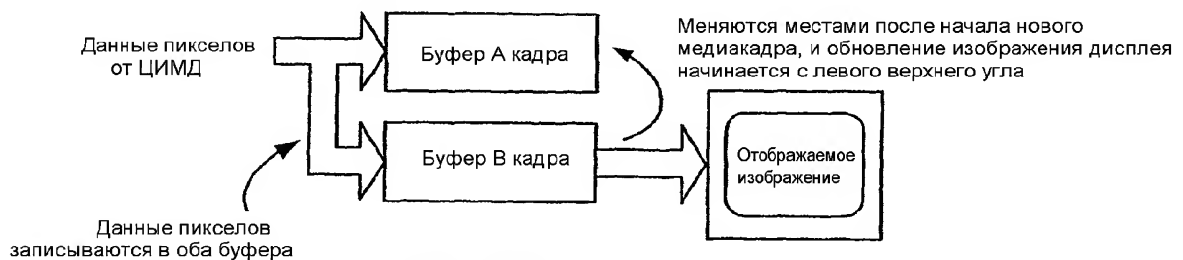 Данные пикселов
от ЦИМД
Буфер А кадра
Меняются местами после начала нового
медиакадра, и обновление изображения дисплея
начинается с левого верхнего угла
Буфер В кадра
Отображаемое
изображение
Данные пикселов
записываются в оба буфера